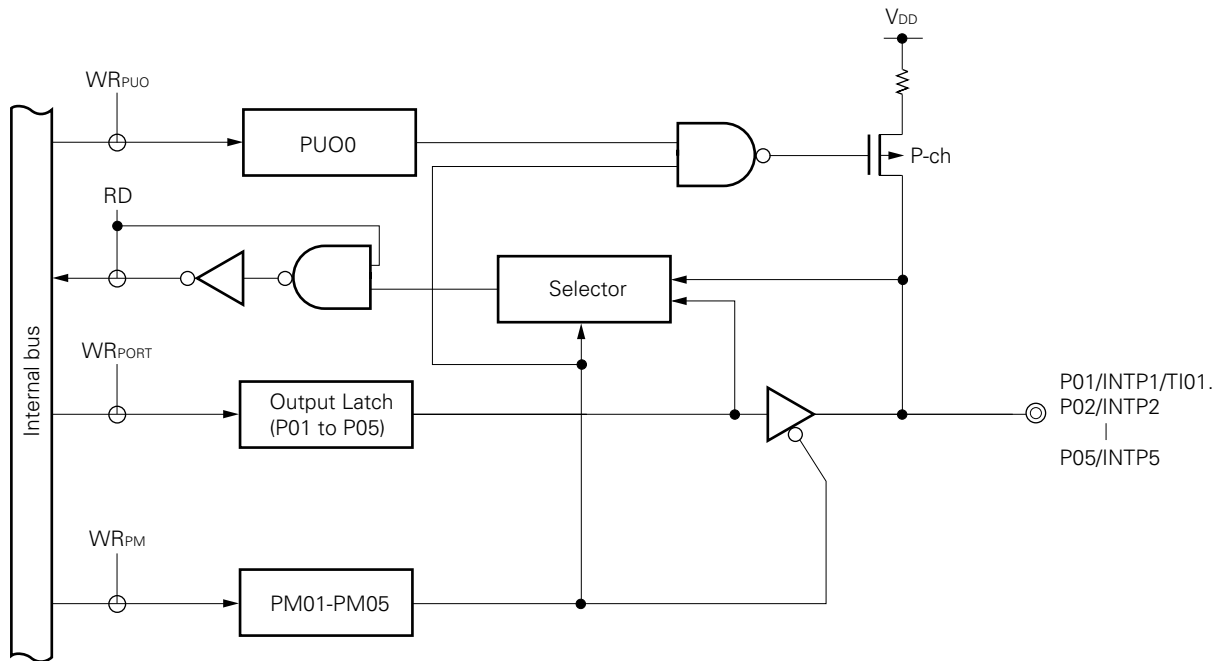 VDD
WRPUO
PUO0
P-ch
RD
Selector
Internal bus
WRPORT
Output Latch
(P01 to P05)
P01/INTP1/TI01.
P02/INTP2
P05/INTP5
WRPM
PM01-PM05